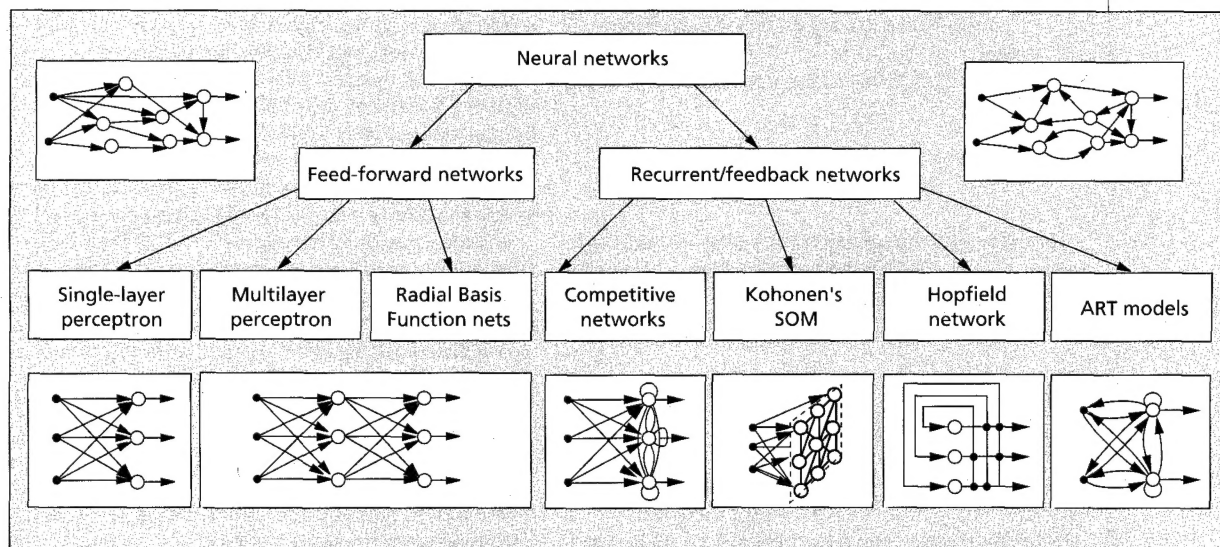 Neural networks
Feed-forward networks
Recurrent/feedback networks
Single-layer
perceptron
Multilayer
perceptron
Radial Basis
Function nets
Competitive
networks
Kohonen's
SOM
Hopfield
network
ART models